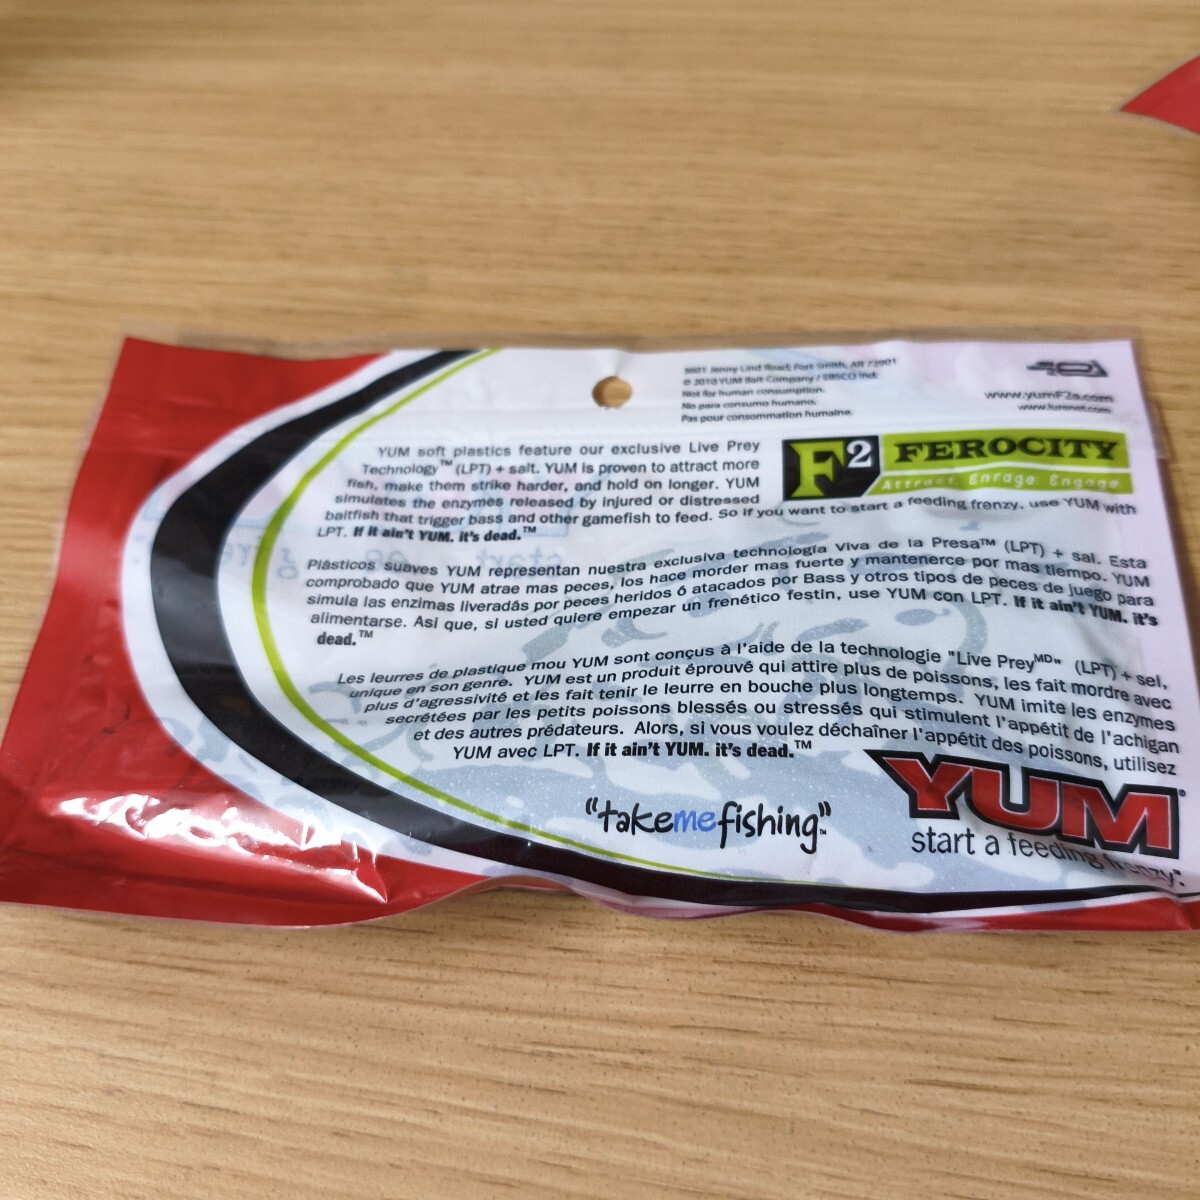 3601 Jenny Lind Road, Fort Smith, AR 72901
© 2010 YUM Bait Company / EBSCO Ind.
Not for human consumption.
No para consumo humano.
Pas pour consommation humaine.
www.yumF2s.com
www.lurenet.com
F2 FEROCITY
Attract. Enrage. Engage.
YUM soft plastics feature our exclusive Live Prey
Technology™ (LPT) + salt. YUM is proven to attract more
fish, make them strike harder, and hold on longer. YUM
simulates the enzymes released by injured or distressed
baitfish that trigger bass and other gamefish to feed. So if you want to start a feeding frenzy, use YUM with
LPT. If it ain't YUM. it's dead.™
Plásticos suaves YUM representan nuestra exclusiva technología Viva de la Presa™ (LPT) + sal. Esta
comprobado que YUM atrae mas peces, los hace morder mas fuerte y mantenerce por mas tiempo. YUM
simula las enzimas liveradás por peces heridos ó atacados por Bass y otros tipos de peces de juego para
alimentarse. Asi que, si usted quiere empezar un frenético festin, use YUM con LPT. If it ain't YUM. it's
dead.™
Les leurres de plastique mou YUM sont conçus à l'aide de la technologie "Live PreyMD" (LPT) + sel,
unique en son genre. YUM est un produit éprouvé qui attire plus de poissons, les fait mordre avec
plus d'agressivité et les fait tenir le leurre en bouche plus longtemps. YUM imite les enzymes
secrétées par les petits poissons blessés ou stressés qui stimulent l'appétit de l'achigan
et des autres prédateurs. Alors, si vous voulez déchaîner l'appétit des poissons, utilisez
YUM avec LPT. If it ain't YUM. it's dead.™
"takemefishing"™
YUM®
start a feeding frenzy.™